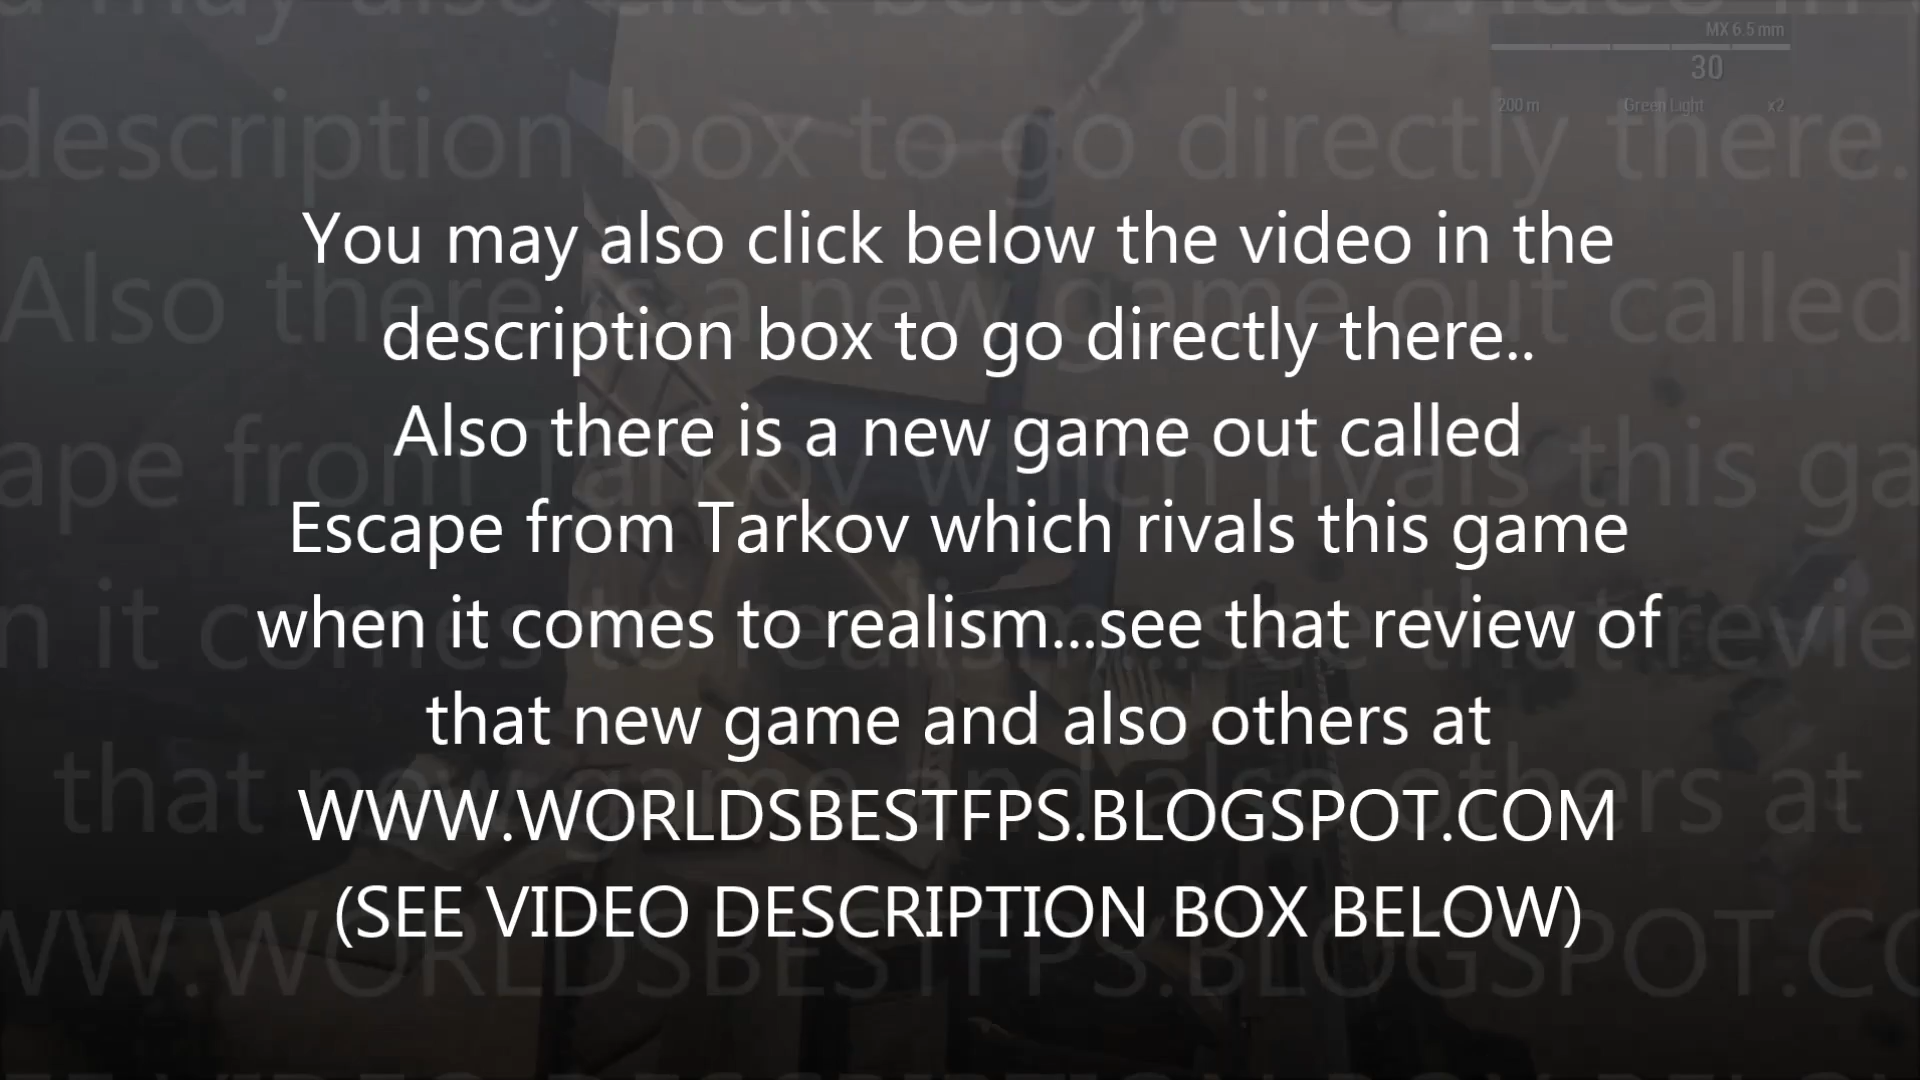 MX 6.5 mm
30
200 m Green Light x2
You may also click below the video in the
description box to go directly there..
Also there is a new game out called
Escape from Tarkov which rivals this game
when it comes to realism...see that review of
that new game and also others at
WWW.WORLDSBESTFPS.BLOGSPOT.COM
(SEE VIDEO DESCRIPTION BOX BELOW)